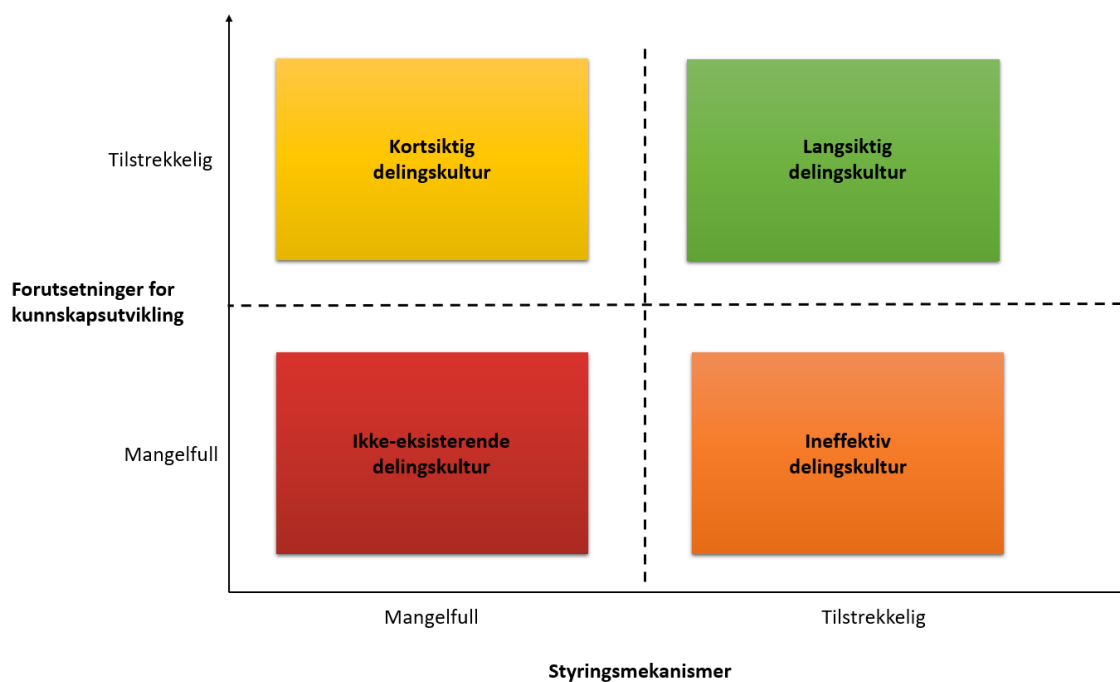 Tilstrekkelig
Kortsiktig
delingskultur
Langsiktig
delingskultur
Forutsetninger for
kunnskapsutvikling
Mangelfull
Ikke-eksisterende
delingskultur
Ineffektiv
delingskultur
Mangelfull
Tilstrekkelig
Styringsmekanismer